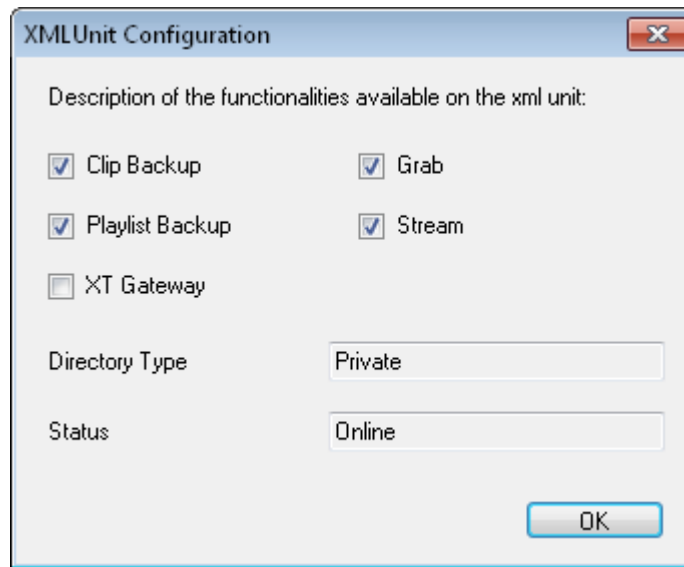 XMLUnit Configuration
Description of the functionalities available on the xml unit:
Clip Backup Grab
Playlist Backup Stream
XT Gateway
Directory Type Private
Status Online
OK